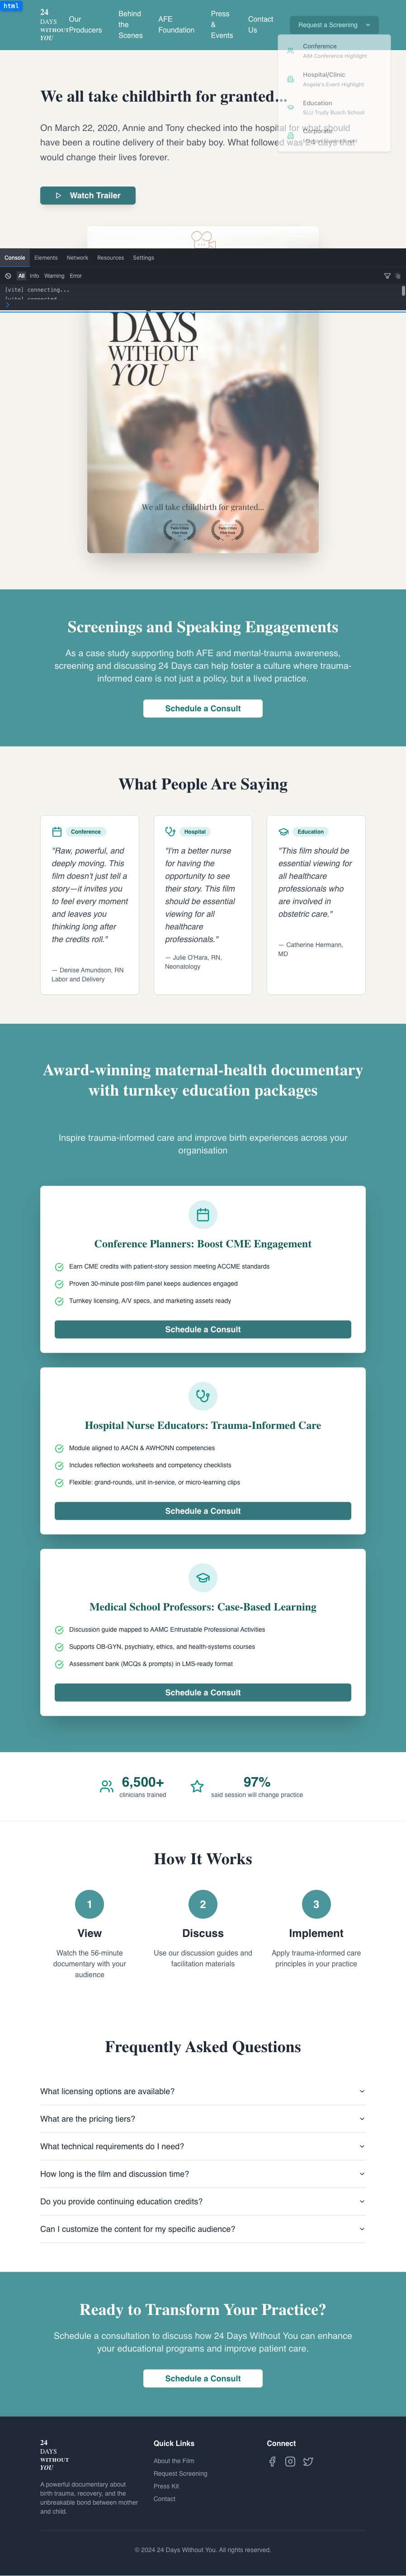 html
24
DAYS
WITHOUT
YOU
Our
Producers
Behind
the
Scenes
AFE
Foundation
Press
&
Events
Contact
Us
Request a Screening
Conference
AIM Conference Highlight
Hospital/Clinic
Angela's Event Highlight
Education
SLU Trudy Busch School
Corporate
We all take childbirth for granted...
On March 22, 2020, Annie and Tony checked into the hospital for what should
have been a routine delivery of their baby boy. What followed was 24 days that
would change their lives forever.
Watch Trailer
Console
Elements
Network
Resources
Settings
All
Info
Warning
Error
[vite] connecting...
[vite] connected.
DAYS
WITHOUT
YOU
We all take childbirth for granted...
Twin Cities
Film Fest
Twin Cities
Film Fest
Screenings and Speaking Engagements
As a case study supporting both AFE and mental-trauma awareness,
screening and discussing 24 Days can help foster a culture where trauma-
informed care is not just a policy, but a lived practice.
Schedule a Consult
What People Are Saying
Conference
"Raw, powerful, and
deeply moving. This
film doesn't just tell a
story—it invites you
to feel every moment
and leaves you
thinking long after
the credits roll."
— Denise Amundson, RN
Labor and Delivery
Hospital
"I'm a better nurse
for having the
opportunity to see
their story. This film
should be essential
viewing for all
healthcare
professionals."
— Julie O'Hara, RN,
Neonatology
Education
"This film should be
essential viewing for
all healthcare
professionals who
are involved in
obstetric care."
— Catherine Hermann,
MD
Award-winning maternal-health documentary
with turnkey education packages
Inspire trauma-informed care and improve birth experiences across your
organisation
Conference Planners: Boost CME Engagement
Earn CME credits with patient-story session meeting ACCME standards
Proven 30-minute post-film panel keeps audiences engaged
Turnkey licensing, A/V specs, and marketing assets ready
Schedule a Consult
Hospital Nurse Educators: Trauma-Informed Care
Module aligned to AACN & AWHONN competencies
Includes reflection worksheets and competency checklists
Flexible: grand-rounds, unit in-service, or micro-learning clips
Schedule a Consult
Medical School Professors: Case-Based Learning
Discussion guide mapped to AAMC Entrustable Professional Activities
Supports OB-GYN, psychiatry, ethics, and health-systems courses
Assessment bank (MCQs & prompts) in LMS-ready format
Schedule a Consult
6,500+
clinicians trained
97%
said session will change practice
How It Works
1
View
Watch the 56-minute
documentary with your
audience
2
Discuss
Use our discussion guides and
facilitation materials
3
Implement
Apply trauma-informed care
principles in your practice
Frequently Asked Questions
What licensing options are available?
What are the pricing tiers?
What technical requirements do I need?
How long is the film and discussion time?
Do you provide continuing education credits?
Can I customize the content for my specific audience?
Ready to Transform Your Practice?
Schedule a consultation to discuss how 24 Days Without You can enhance
your educational programs and improve patient care.
Schedule a Consult
24
DAYS
WITHOUT
YOU
A powerful documentary about
birth trauma, recovery, and the
unbreakable bond between mother
and child.
Quick Links
About the Film
Request Screening
Press Kit
Contact
Connect
© 2024 24 Days Without You. All rights reserved.